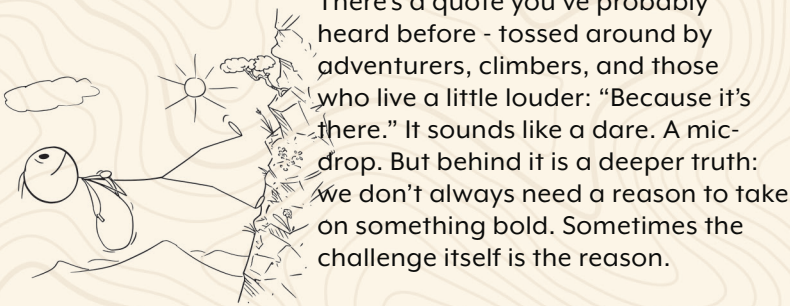 There's a quote you've probably
heard before - tossed around by
adventurers, climbers, and those
who live a little louder: “Because it's
there.” It sounds like a dare. A mic-
drop. But behind it is a deeper truth:
we don't always need a reason to take
on something bold. Sometimes the
challenge itself is the reason.